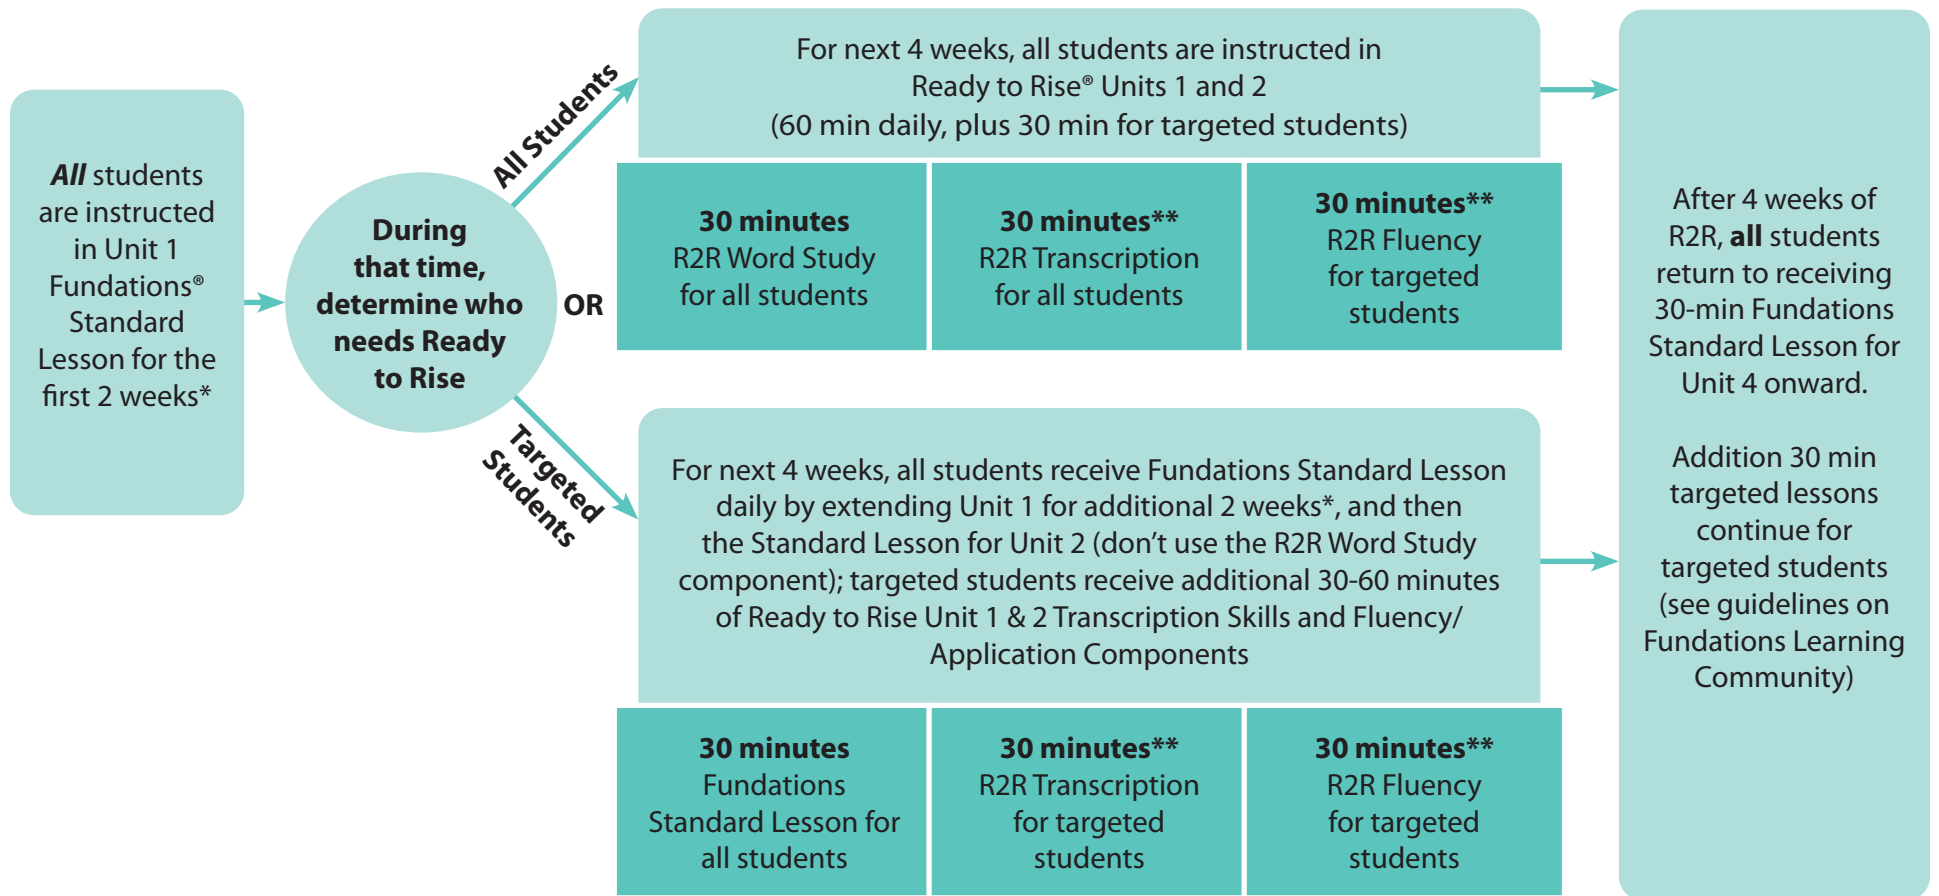 All students
are instructed
in Unit 1
Fundations®
Standard
Lesson for the
first 2 weeks*
During
that time,
determine who
needs Ready
to Rise
OR
All Students
For next 4 weeks, all students are instructed in
Ready to Rise® Units 1 and 2
(60 min daily, plus 30 min for targeted students)
30 minutes
R2R Word Study
for all students
30 minutes**
R2R Transcription
for all students
30 minutes**
R2R Fluency
for targeted
students
Targeted
Students
For next 4 weeks, all students receive Fundations Standard Lesson
daily by extending Unit 1 for additional 2 weeks*, and then
the Standard Lesson for Unit 2 (don’t use the R2R Word Study
component); targeted students receive additional 30-60 minutes
of Ready to Rise Unit 1 & 2 Transcription Skills and Fluency/
Application Components
30 minutes
Fundations
Standard Lesson for
all students
30 minutes**
R2R Transcription
for targeted
students
30 minutes**
R2R Fluency
for targeted
students
After 4 weeks of
R2R, all students
return to receiving
30-min Fundations
Standard Lesson for
Unit 4 onward.
Addition 30 min
targeted lessons
continue for
targeted students
(see guidelines on
Fundations Learning
Community)